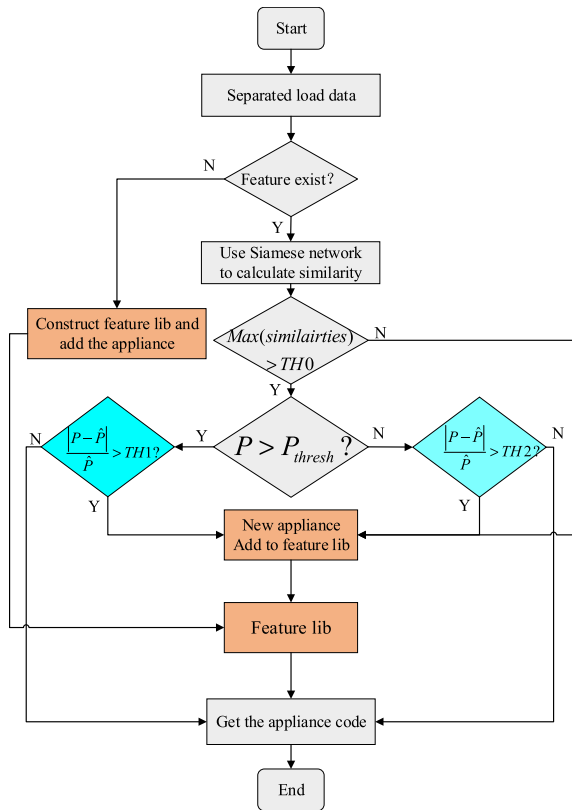 Start
Separated load data
N
Feature exist?
Y
Use Siamese network
to calculate similarity
Construct feature lib and
add the appliance
Max(similairties)
>TH0
N
Y
N
|P−P̂|/P̂ >TH1?
Y
P > P_thresh ?
N
|P−P̂|/P̂ >TH2?
N
Y
Y
New appliance
Add to feature lib
Feature lib
Get the appliance code
End